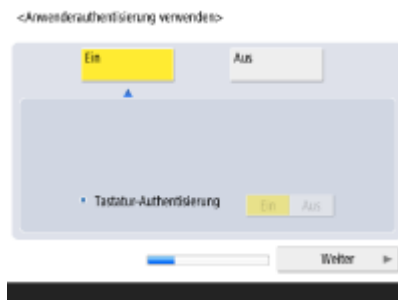 <Anwenderauthentisierung verwenden>
Ein
Aus
Tastatur-Authentisierung
Ein
Aus
Weiter